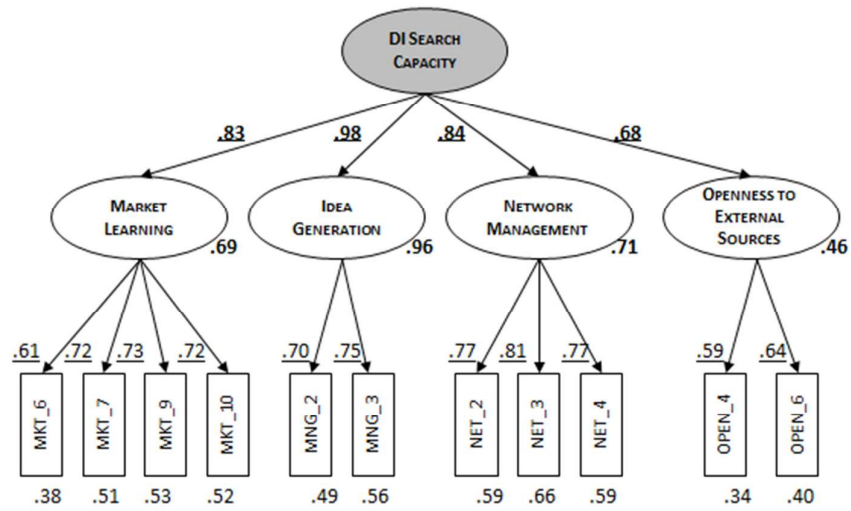 DI SEARCH
CAPACITY
.83 .98 .84 .68
MARKET
LEARNING
.69
IDEA
GENERATION
.96
NETWORK
MANAGEMENT
.71
OPENNESS TO
EXTERNAL
SOURCES
.46
.61 .72 .73 .72 .70 .75 .77 .81 .77 .59 .64
MKT_6
MKT_7
MKT_9
MKT_10
MNG_2
MNG_3
NET_2
NET_3
NET_4
OPEN_4
OPEN_6
.38 .51 .53 .52 .49 .56 .59 .66 .59 .34 .40